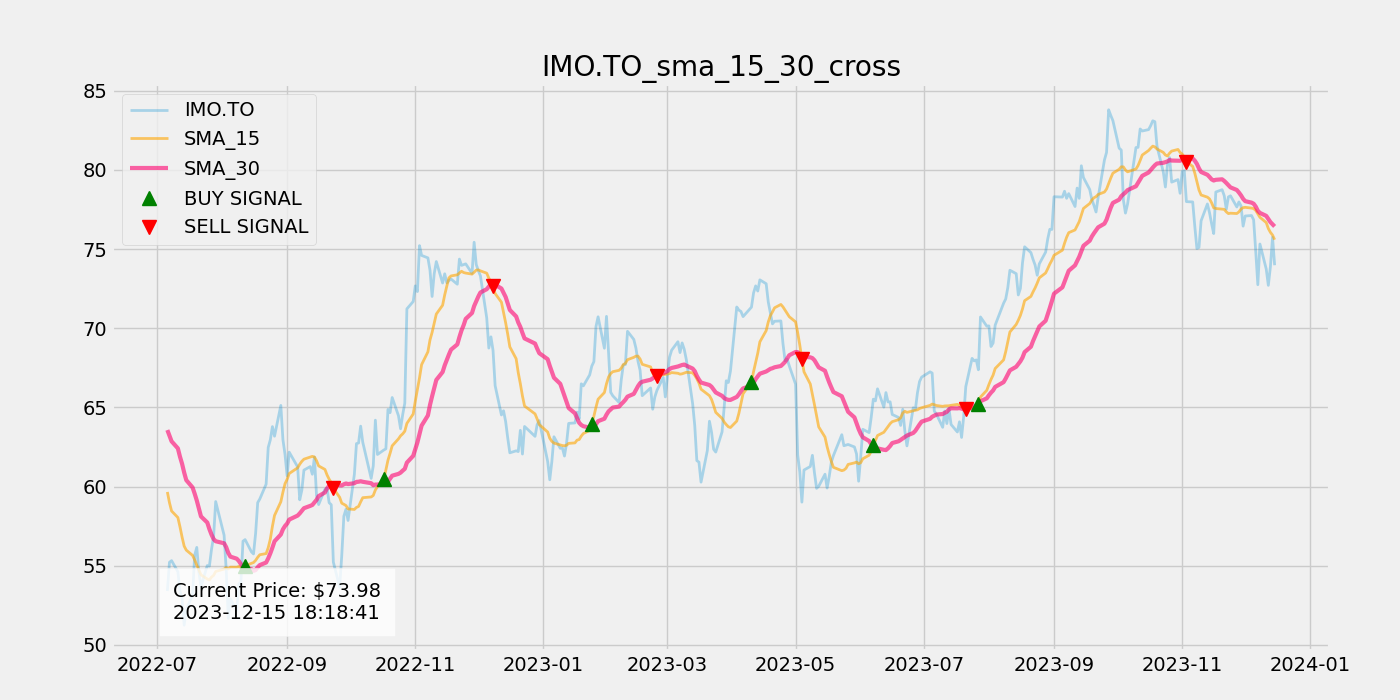 IMO.TO_sma_15_30_cross
85
80
75
70
65
60
55
50
IMO.TO
SMA_15
SMA_30
BUY SIGNAL
SELL SIGNAL
Current Price: $73.98
2023-12-15 18:18:41
2022-07 2022-09 2022-11 2023-01 2023-03 2023-05 2023-07 2023-09 2023-11 2024-01